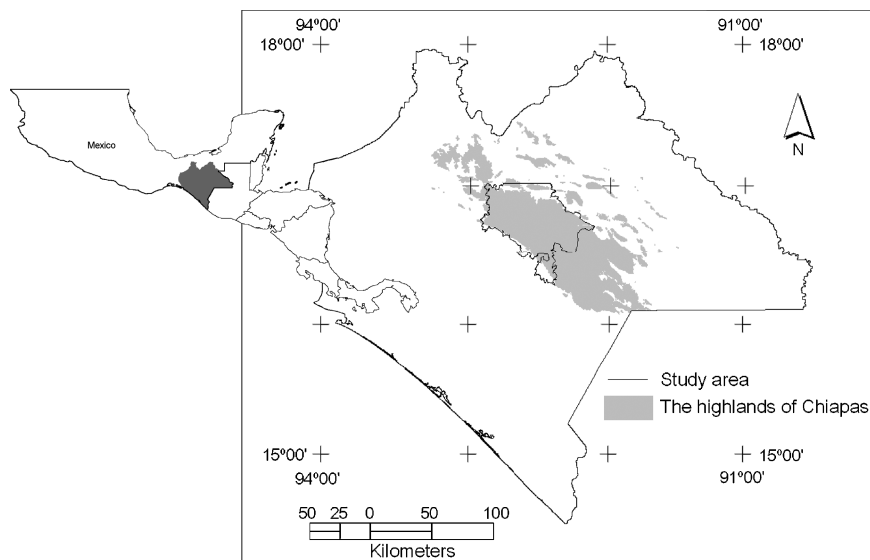 94º00'
91º00'
18º00'
18º00'
Mexico
N
Study area
The highlands of Chiapas
15º00'
15º00'
94º00'
91º00'
50 25 0 50 100
Kilometers